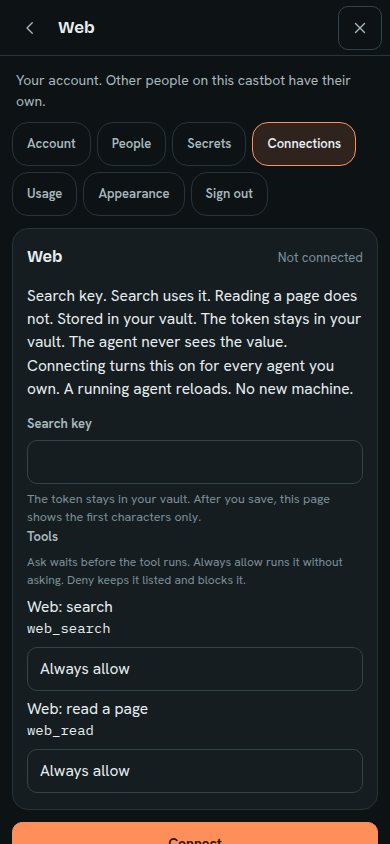 Web
Your account. Other people on this castbot have their
own.
Account
People
Secrets
Connections
Usage
Appearance
Sign out
Web
Not connected
Search key. Search uses it. Reading a page does
not. Stored in your vault. The token stays in your
vault. The agent never sees the value.
Connecting turns this on for every agent you
own. A running agent reloads. No new machine.
Search key
The token stays in your vault. After you save, this page
shows the first characters only.
Tools
Ask waits before the tool runs. Always allow runs it without
asking. Deny keeps it listed and blocks it.
Web: search
web_search
Always allow
Web: read a page
web_read
Always allow
Connect